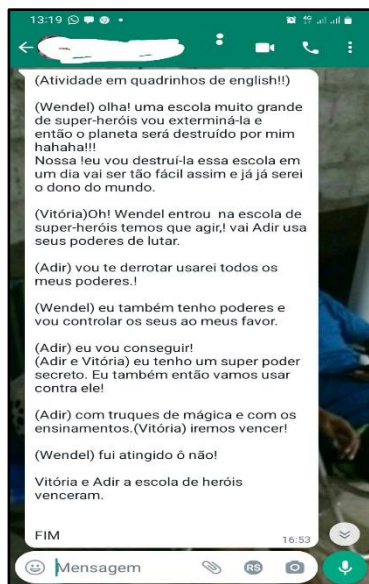 13:19
(Atividade em quadrinhos de english!!)
(Wendel) olha! uma escola muito grande
de super-heróis vou exterminá-la e
então o planeta será destruído por mim
hahaha!!!
Nossa !eu vou destruí-la essa escola em
um dia vai ser tão fácil assim e já já serei
o dono do mundo.
(Vitória)Oh! Wendel entrou na escola de
super-heróis temos que agir,! vai Adir usa
seus poderes de lutar.
(Adir) vou te derrotar usarei todos os
meus poderes.!
(Wendel) eu também tenho poderes e
vou controlar os seus ao meus favor.
(Adir) eu vou conseguir!
(Adir e Vitória) eu tenho um super poder
secreto. Eu também então vamos usar
contra ele!
(Adir) com truques de mágica e com os
ensinamentos.(Vitória) iremos vencer!
(Wendel) fui atingido ô não!
Vitória e Adir a escola de heróis
venceram.
FIM
16:53
Mensagem
R$